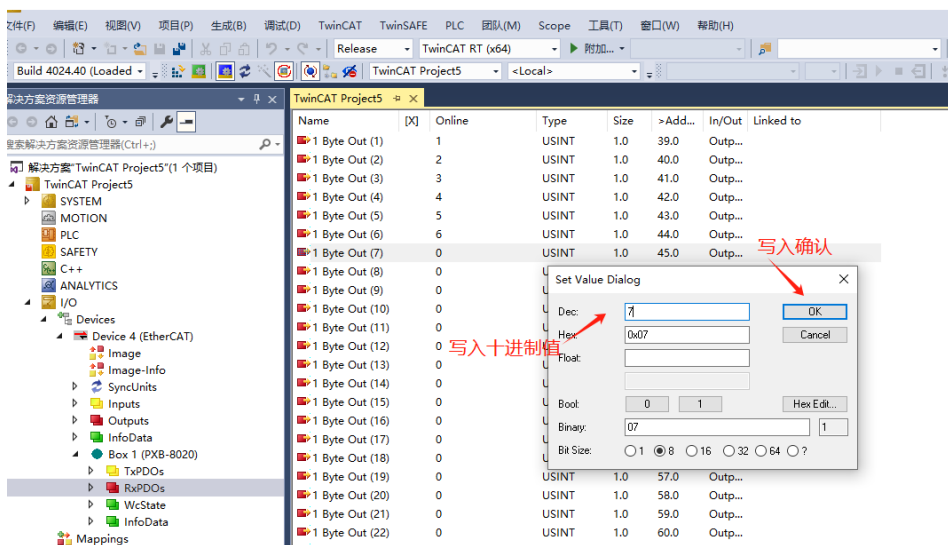 文件(F) 编辑(E) 视图(V) 项目(P) 生成(B) 调试(D) TwinCAT TwinSAFE PLC 团队(M) Scope 工具(T) 窗口(W) 帮助(H)
Release TwinCAT RT (x64) 附加...
Build 4024.40 (Loaded TwinCAT Project5 <Local>
解决方案资源管理器 TwinCAT Project5
搜索解决方案资源管理器(Ctrl+;)
解决方案"TwinCAT Project5"(1 个项目)
TwinCAT Project5
SYSTEM
MOTION
PLC
SAFETY
C++
ANALYTICS
I/O
Devices
Device 4 (EtherCAT)
Image
Image-Info
SyncUnits
Inputs
Outputs
InfoData
Box 1 (PXB-8020)
TxPDOs
RxPDOs
WcState
InfoData
Mappings
Name [X] Online Type Size >Add... In/Out Linked to
1 Byte Out (1) 1 USINT 1.0 39.0 Outp...
1 Byte Out (2) 2 USINT 1.0 40.0 Outp...
1 Byte Out (3) 3 USINT 1.0 41.0 Outp...
1 Byte Out (4) 4 USINT 1.0 42.0 Outp...
1 Byte Out (5) 5 USINT 1.0 43.0 Outp...
1 Byte Out (6) 6 USINT 1.0 44.0 Outp...
1 Byte Out (7) 0 USINT 1.0 45.0 Outp...
1 Byte Out (8) 0
1 Byte Out (9) 0
1 Byte Out (10) 0
1 Byte Out (11) 0
1 Byte Out (12) 0
1 Byte Out (13) 0
1 Byte Out (14) 0
1 Byte Out (15) 0
1 Byte Out (16) 0
1 Byte Out (17) 0
1 Byte Out (18) 0
1 Byte Out (19) 0 USINT 1.0 57.0 Outp...
1 Byte Out (20) 0 USINT 1.0 58.0 Outp...
1 Byte Out (21) 0 USINT 1.0 59.0 Outp...
1 Byte Out (22) 0 USINT 1.0 60.0 Outp...
写入确认
Set Value Dialog
Dec: 7 OK
Hex: 0x07 Cancel
写入十进制值
Float:
Bool: 0 1 Hex Edit...
Binary: 07 1
Bit Size: 1 8 16 32 64 ?